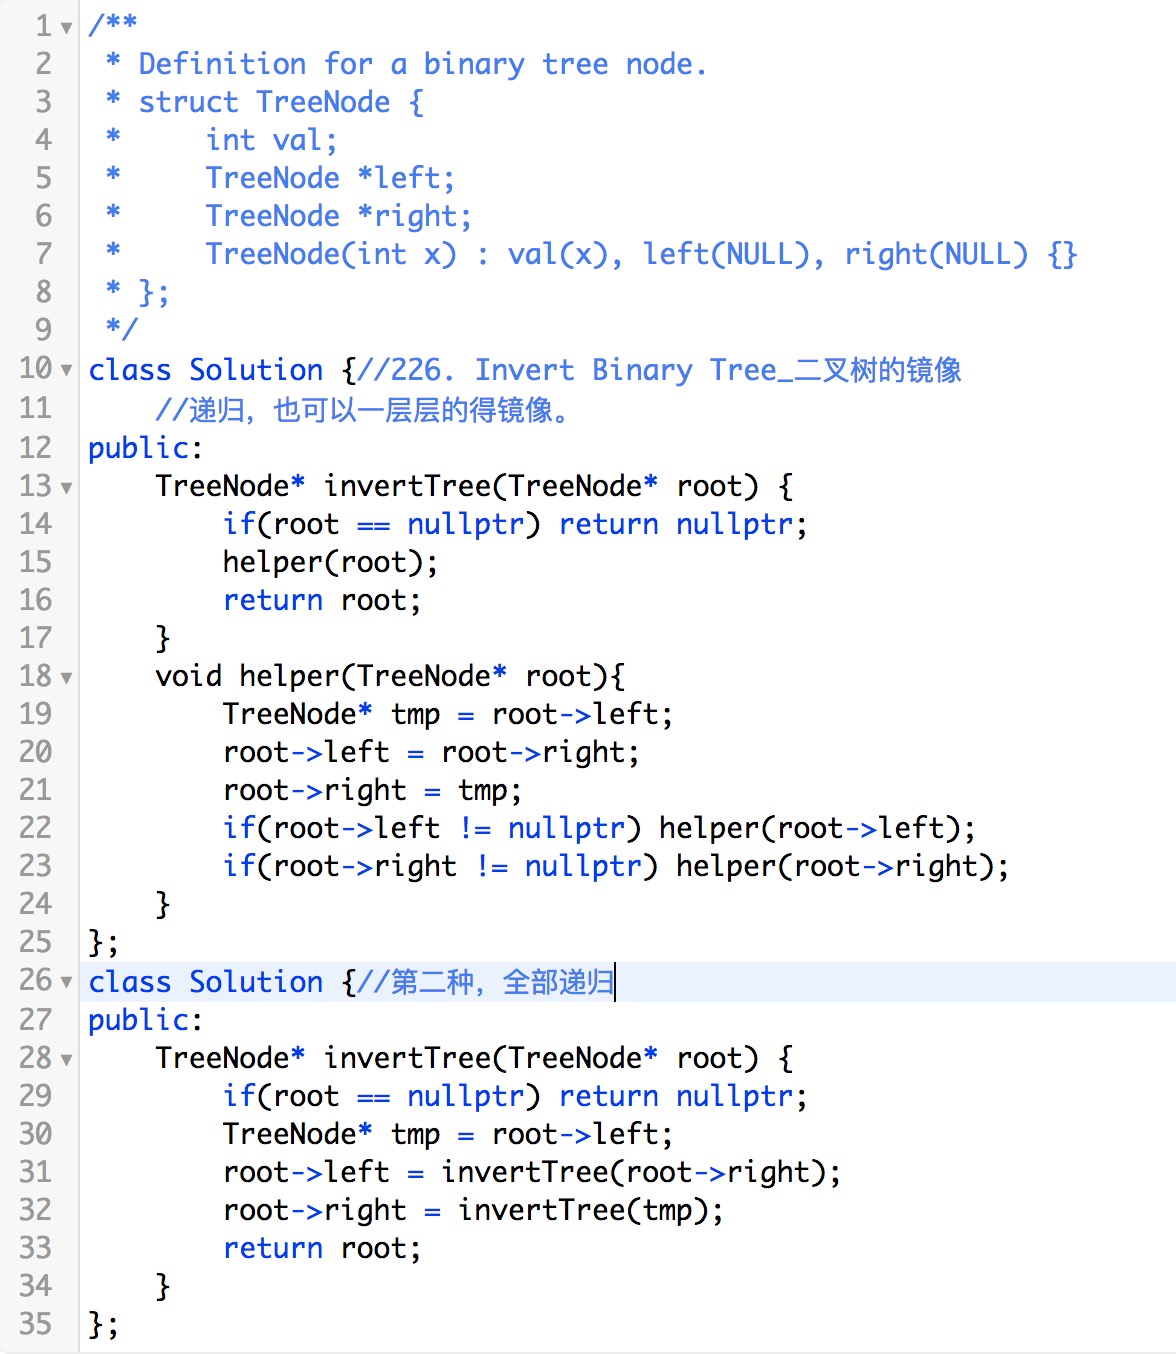 1 /**
2  * Definition for a binary tree node.
3  * struct TreeNode {
4  *     int val;
5  *     TreeNode *left;
6  *     TreeNode *right;
7  *     TreeNode(int x) : val(x), left(NULL), right(NULL) {}
8  * };
9  */
10 class Solution {//226. Invert Binary Tree_二叉树的镜像
11     //递归，也可以一层层的得镜像。
12 public:
13     TreeNode* invertTree(TreeNode* root) {
14         if(root == nullptr) return nullptr;
15         helper(root);
16         return root;
17     }
18     void helper(TreeNode* root){
19         TreeNode* tmp = root->left;
20         root->left = root->right;
21         root->right = tmp;
22         if(root->left != nullptr) helper(root->left);
23         if(root->right != nullptr) helper(root->right);
24     }
25 };
26 class Solution {//第二种，全部递归
27 public:
28     TreeNode* invertTree(TreeNode* root) {
29         if(root == nullptr) return nullptr;
30         TreeNode* tmp = root->left;
31         root->left = invertTree(root->right);
32         root->right = invertTree(tmp);
33         return root;
34     }
35 };